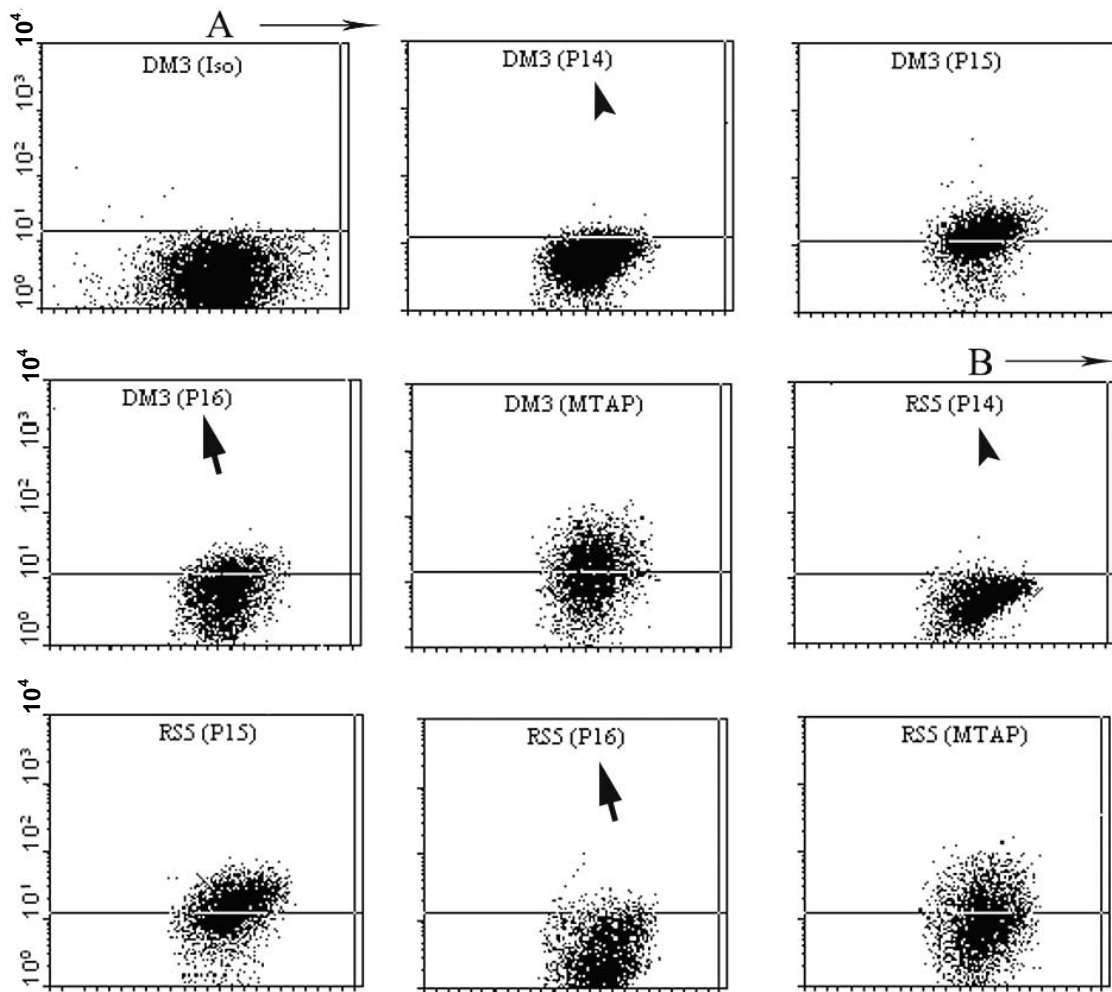 A
10⁴
10³
10²
10¹
10⁰
DM3 (Iso)
DM3 (P14)
DM3 (P15)
B
10⁴
10³
10²
10¹
10⁰
DM3 (P16)
DM3 (MTAP)
RS5 (P14)
10⁴
10³
10²
10¹
10⁰
RS5 (P15)
RS5 (P16)
RS5 (MTAP)